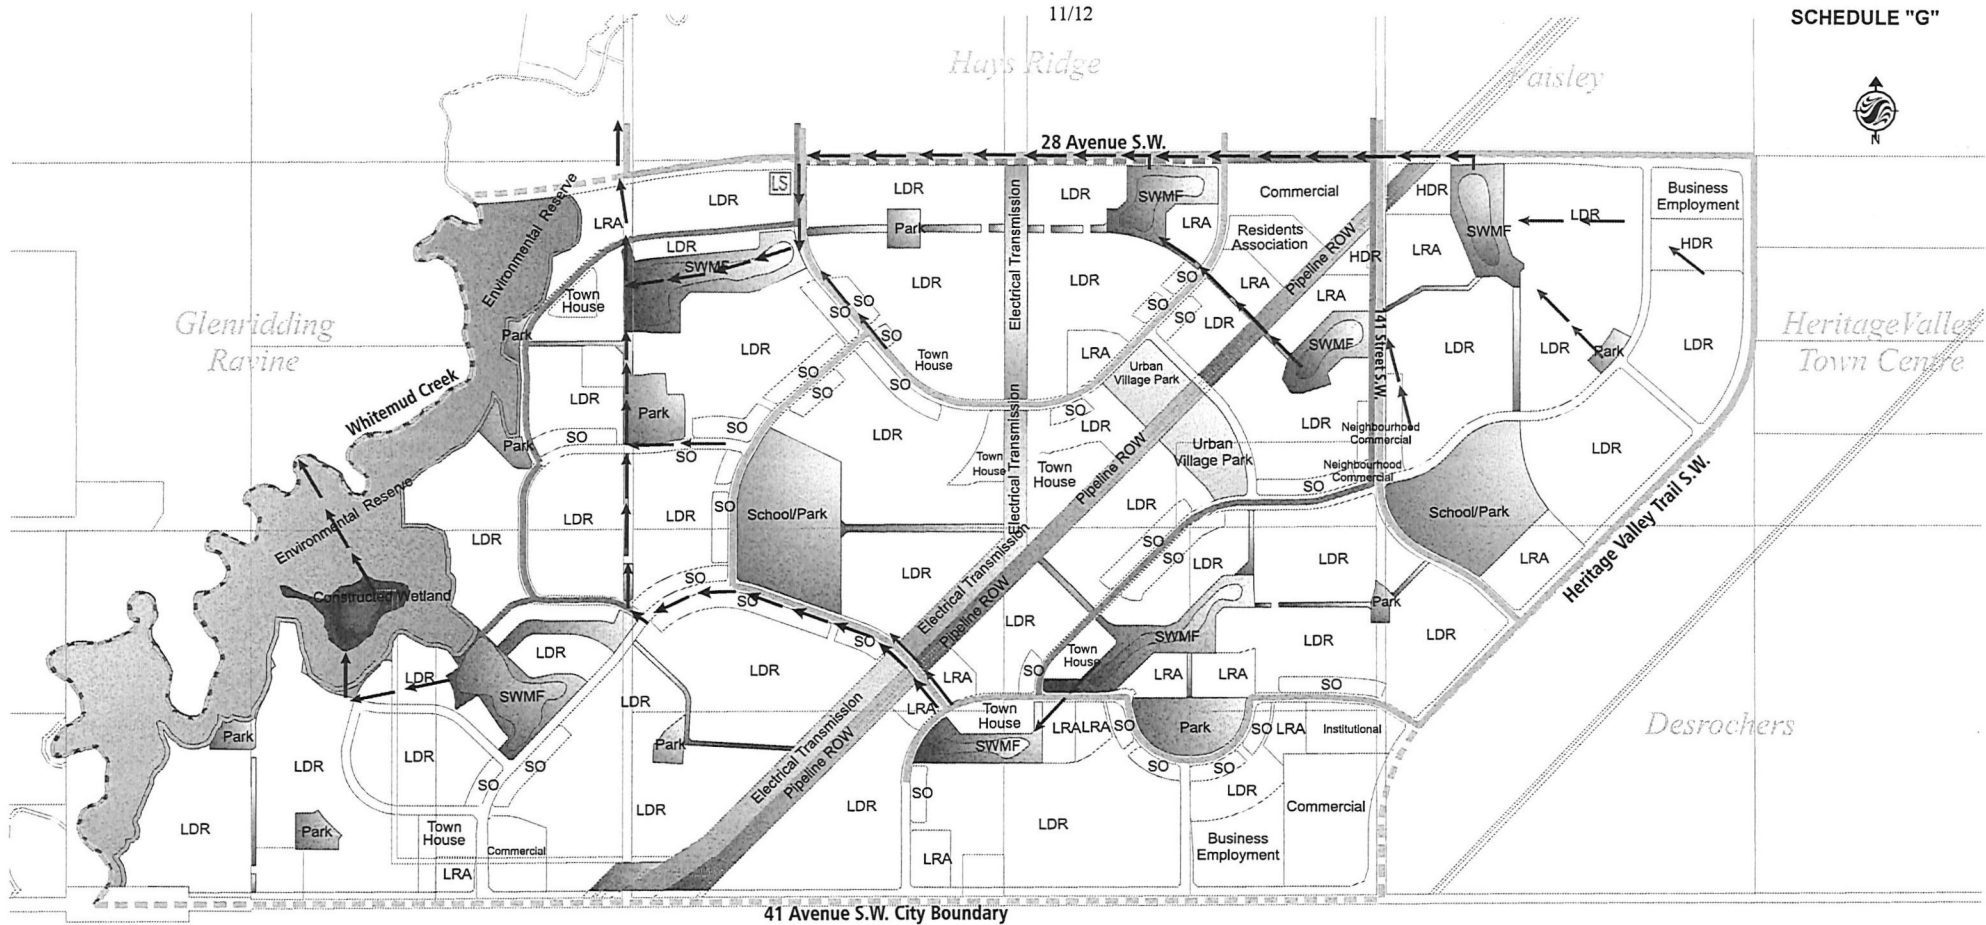 11/12
SCHEDULE "G"
Hays Ridge
Paisley
N
28 Avenue S.W.
LS
LDR
LDR
LDR
SWMF
Commercial
HDR
LDR
Business
Employment
Environmental Reserve
LRA
LDR
SWMF
Park
LRA
Residents
Association
LRA
SWMF
HDR
Electrical Transmission
Pipeline ROW
HDR
Town
House
SO
SO
SO
LDR
LDR
SO
SO
SO
LRA
LRA
LDR
SWMF
141 Street S.W.
Glenridding
Ravine
Heritage Valley
Town Centre
Park
LDR
Town
House
LRA
Urban
Village Park
LDR
LDR
Park
LDR
Whitemud Creek
LDR
Park
SO
SO
SO
SO
LDR
SO
LDR
LDR
Neighbourhood
Commercial
LDR
Park
SO
SO
Electrical Transmission
Town
House
Town
House
Urban
Village Park
Neighbourhood
Commercial
SO
Pipeline ROW
Environmental Reserve
LDR
LDR
LDR
SO
School/Park
LDR
School/Park
Electrical Transmission
SO
SO
LDR
LDR
LRA
Heritage Valley Trail S.W.
Constructed Wetland
SO
SO
LDR
Electrical Transmission
Pipeline ROW
LDR
Park
LDR
LDR
LDR
SO
Town
House
SWMF
LDR
LDR
SWMF
LDR
LDR
LRA
SO
LRA
LRA
SO
LRA
Town
House
LRA
LRA
SO
Park
SO
LRA
Institutional
Desrochers
Park
LDR
LDR
Park
SWMF
SO
SO
SO
SO
Electrical Transmission
Pipeline ROW
SO
LDR
Commercial
LDR
Park
Town
House
Commercial
LDR
LDR
LDR
Business
Employment
LRA
LRA
41 Avenue S.W. City Boundary